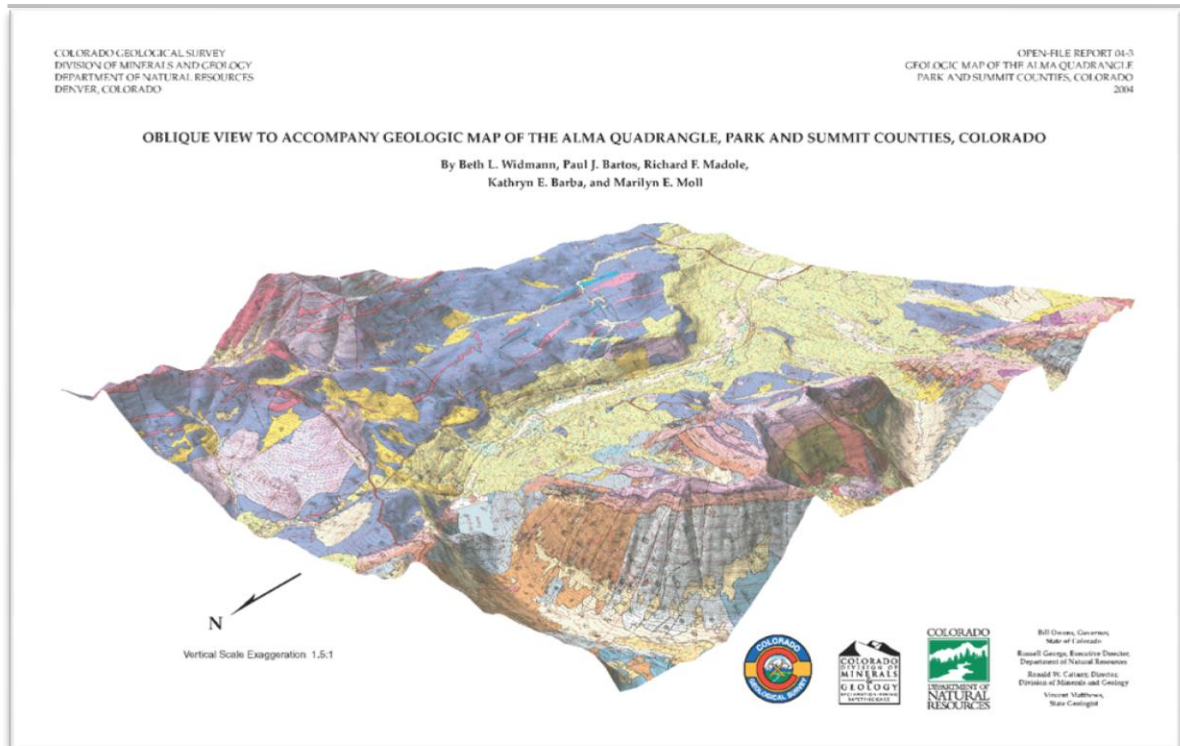 COLORADO GEOLOGICAL SURVEY
DIVISION OF MINERALS AND GEOLOGY
DEPARTMENT OF NATURAL RESOURCES
DENVER, COLORADO
OPEN-FILE REPORT 04-3
GEOLOGIC MAP OF THE ALMA QUADRANGLE
PARK AND SUMMIT COUNTIES, COLORADO
2004
OBLIQUE VIEW TO ACCOMPANY GEOLOGIC MAP OF THE ALMA QUADRANGLE, PARK AND SUMMIT COUNTIES, COLORADO
By Beth L. Widmann, Paul J. Bartos, Richard F. Madole,
Kathryn E. Barba, and Marilyn E. Moll
N
Vertical Scale Exaggeration 1.5:1
COLORADO
GEOLOGICAL SURVEY
COLORADO
DIVISION OF
MINERALS
&
GEOLOGY
COLORADO
DEPARTMENT OF
NATURAL
RESOURCES
Bill Owens, Governor,
State of Colorado
Russell George, Executive Director,
Department of Natural Resources
Ronald W. Cattany, Director,
Division of Minerals and Geology
Vincent Matthews,
State Geologist